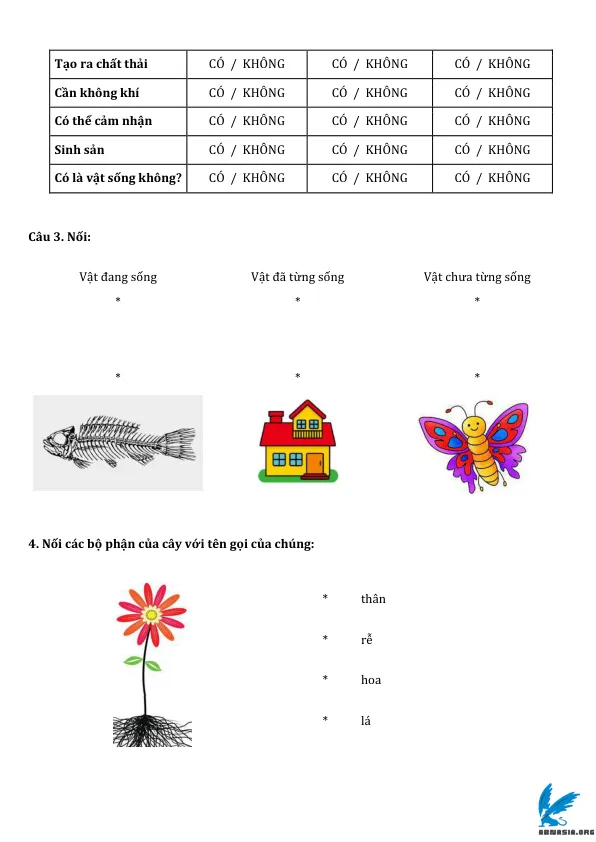 Tạo ra chất thải CÓ / KHÔNG CÓ / KHÔNG CÓ / KHÔNG
Cần không khí CÓ / KHÔNG CÓ / KHÔNG CÓ / KHÔNG
Có thể cảm nhận CÓ / KHÔNG CÓ / KHÔNG CÓ / KHÔNG
Sinh sản CÓ / KHÔNG CÓ / KHÔNG CÓ / KHÔNG
Có là vật sống không? CÓ / KHÔNG CÓ / KHÔNG CÓ / KHÔNG
Câu 3. Nối:
Vật đang sống Vật đã từng sống Vật chưa từng sống
* * *
* * *
4. Nối các bộ phận của cây với tên gọi của chúng:
* thân
* rễ
* hoa
* lá
ABNASIA.ORG